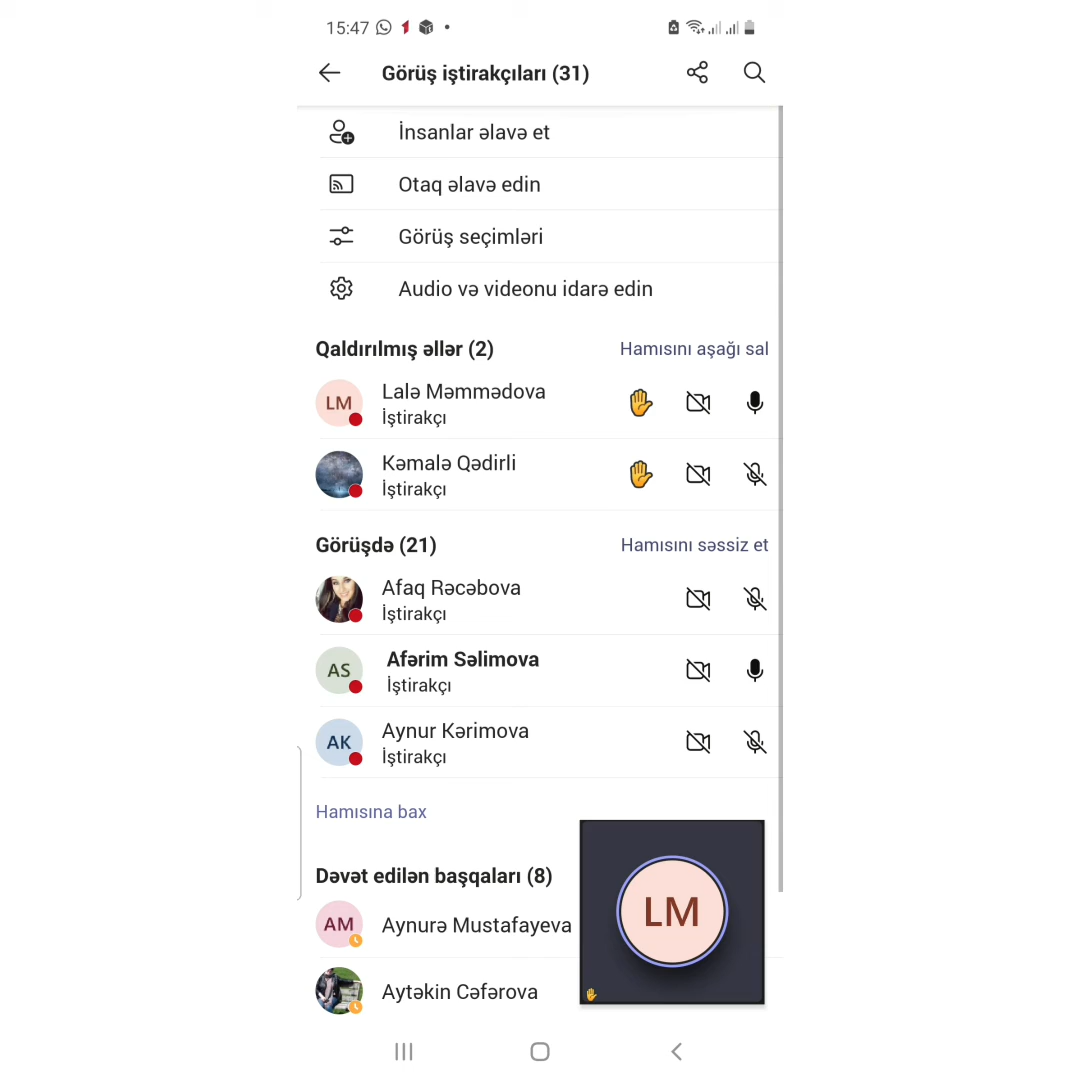 15:47
Görüş iştirakçıları (31)
İnsanlar əlavə et
Otaq əlavə edin
Görüş seçimləri
Audio və videonu idarə edin
Qaldırılmış əllər (2)
Hamısını aşağı sal
LM
Lalə Məmmədova
İştirakçı
Kəmalə Qədirli
İştirakçı
Görüşdə (21)
Hamısını səssiz et
Afaq Rəcəbova
İştirakçı
AS
Afərim Səlimova
İştirakçı
AK
Aynur Kərimova
İştirakçı
Hamısına bax
Dəvət edilən başqaları (8)
AM
Aynurə Mustafayeva
LM
Aytəkin Cəfərova